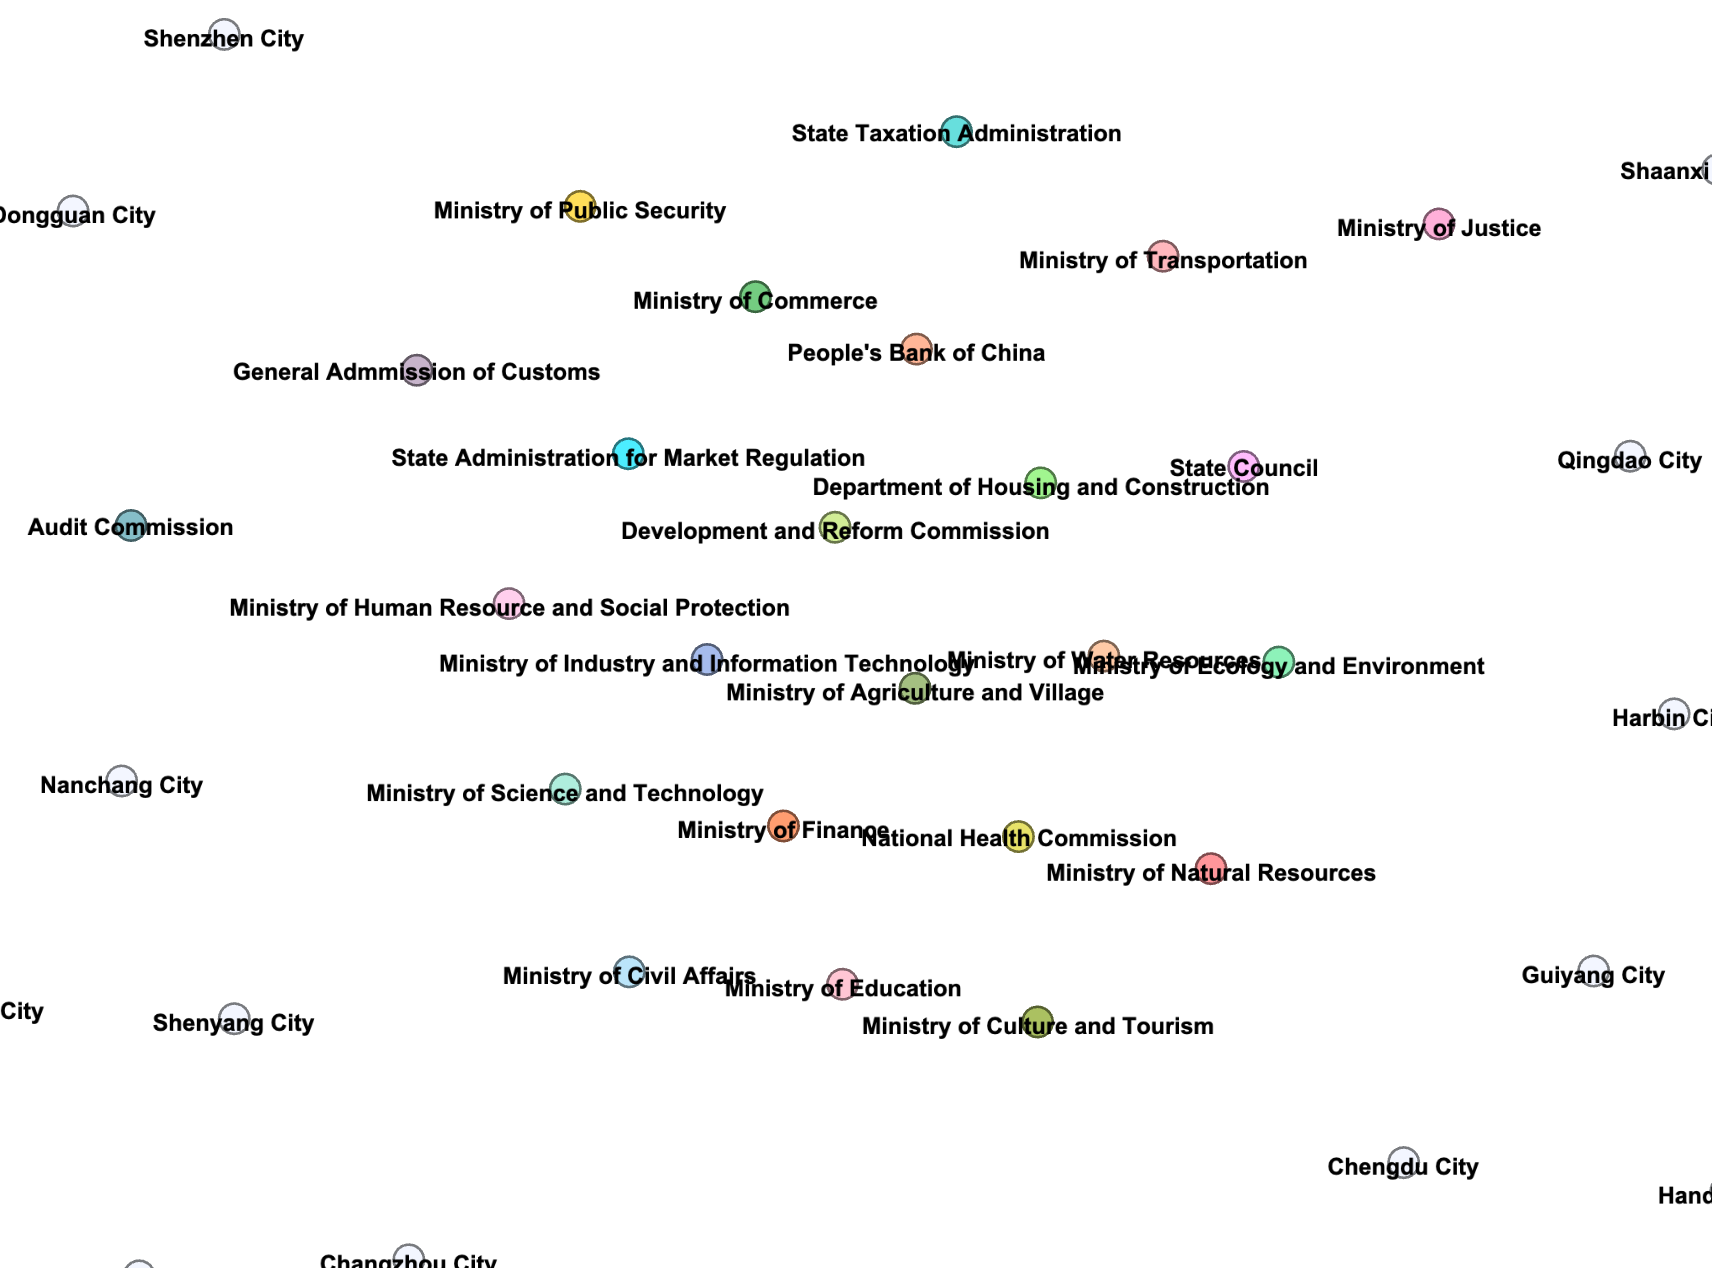 Shenzhen City
State Taxation Administration
Shaanxi
Ministry of Public Security
Dongguan City
Ministry of Justice
Ministry of Transportation
Ministry of Commerce
People's Bank of China
General Admmission of Customs
State Administration for Market Regulation
State Council
Qingdao City
Department of Housing and Construction
Audit Commission
Development and Reform Commission
Ministry of Human Resource and Social Protection
Ministry of Industry and Information Technology
Ministry of Water Resources
Ministry of Ecology and Environment
Ministry of Agriculture and Village
Harbin Ci
Nanchang City
Ministry of Science and Technology
Ministry of Finance
National Health Commission
Ministry of Natural Resources
Ministry of Civil Affairs
Guiyang City
Ministry of Education
City
Shenyang City
Ministry of Culture and Tourism
Chengdu City
Hand
Changzhou City